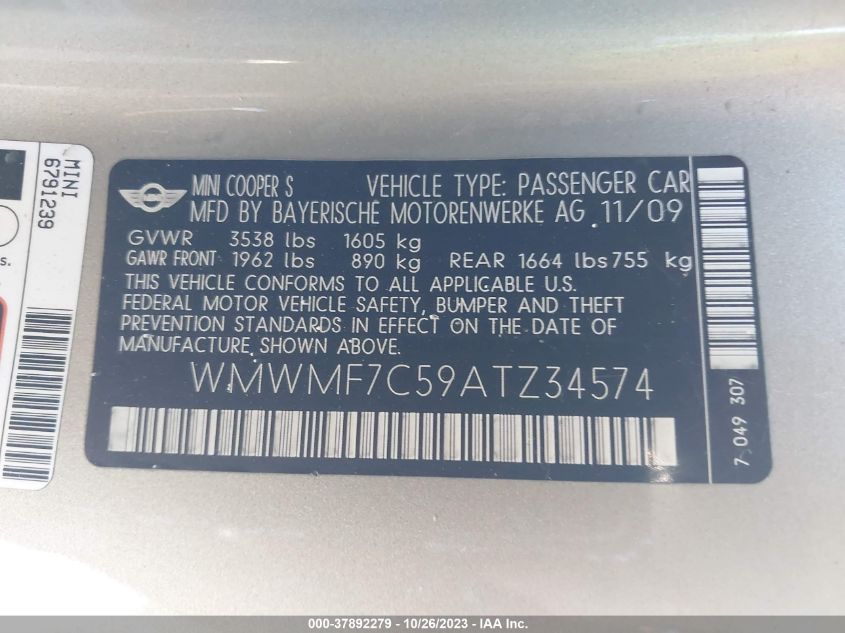 MINI
6791239
s.
MINI COOPER S VEHICLE TYPE: PASSENGER CAR
MFD BY BAYERISCHE MOTORENWERKE AG 11/09
GVWR 3538 lbs 1605 kg
GAWR FRONT 1962 lbs 890 kg REAR 1664 lbs 755 kg
THIS VEHICLE CONFORMS TO ALL APPLICABLE U.S.
FEDERAL MOTOR VEHICLE SAFETY, BUMPER AND THEFT
PREVENTION STANDARDS IN EFFECT ON THE DATE OF
MANUFACTURE SHOWN ABOVE.
WMWMF7C59ATZ34574
7 049 307
000-37892279 - 10/26/2023 - © IAA, Inc.